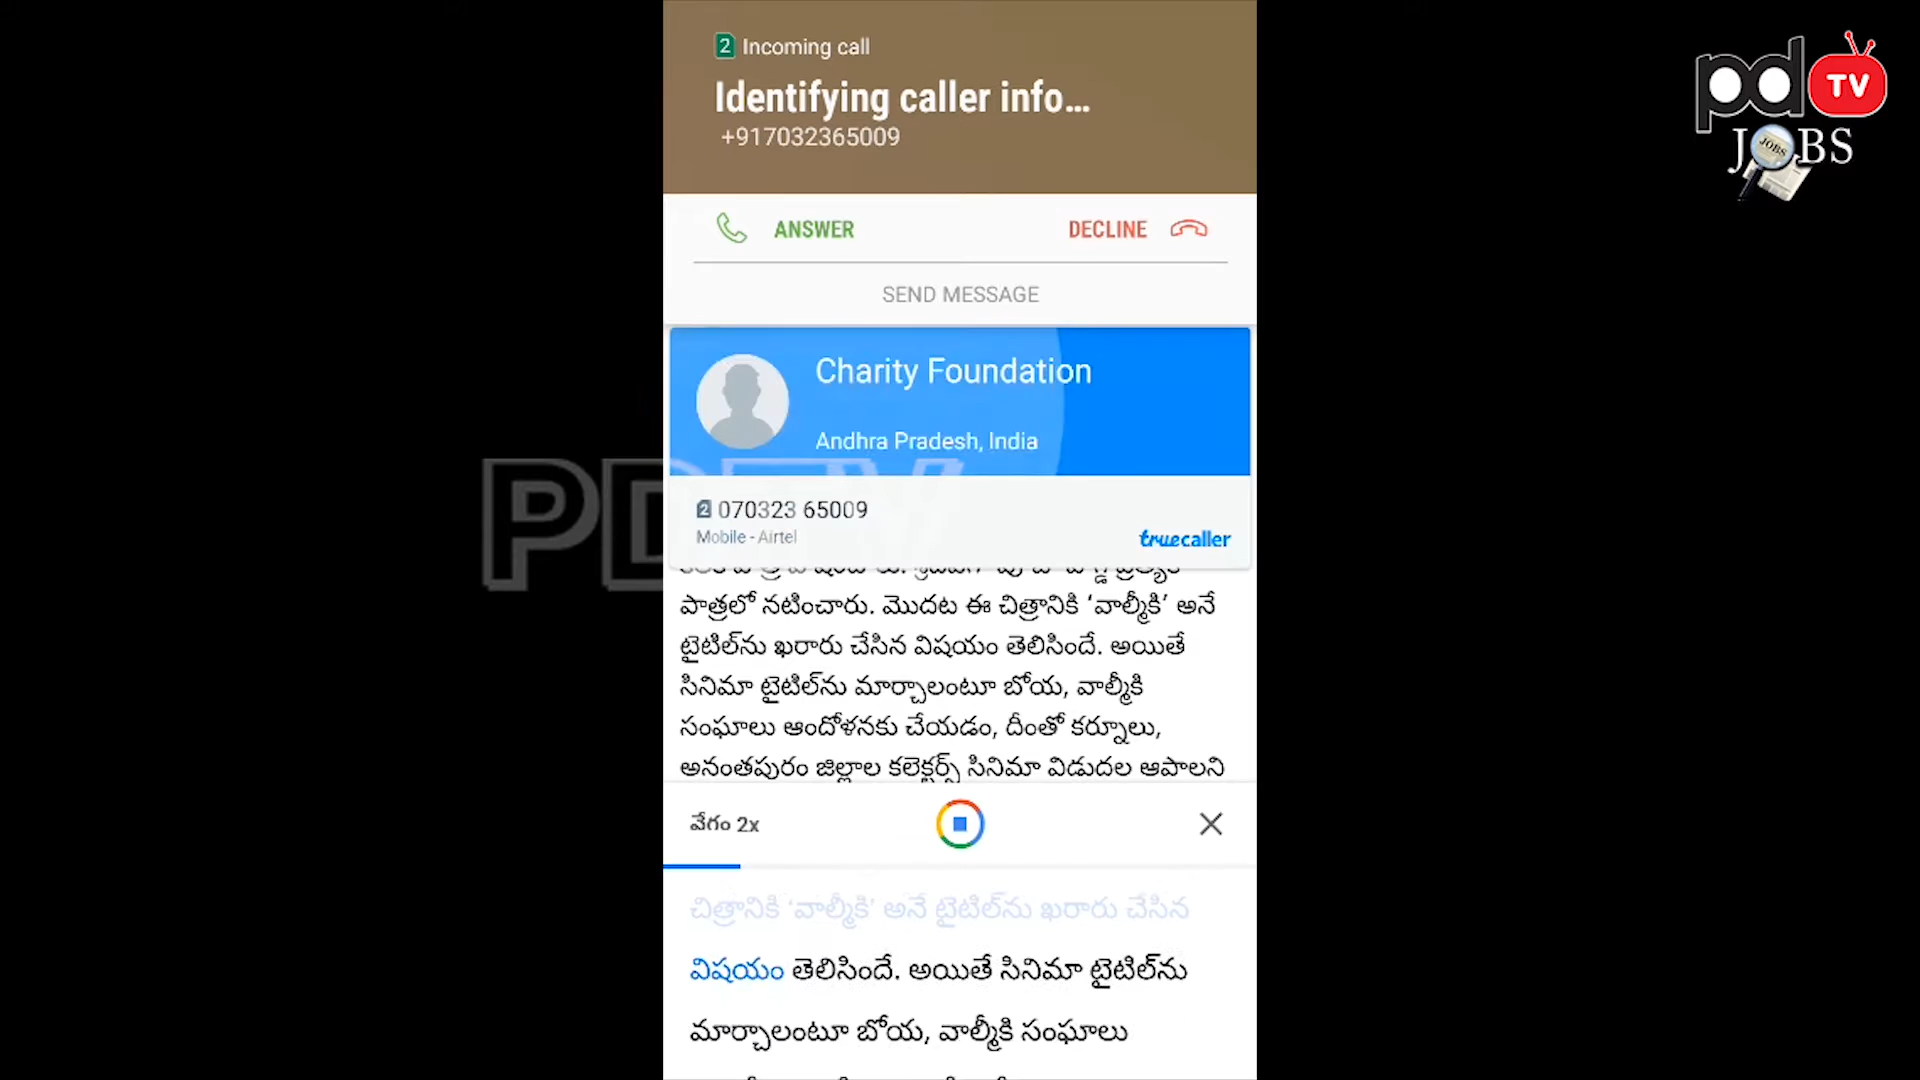 2 Incoming call
Identifying caller info...
+917032365009
ANSWER
DECLINE
SEND MESSAGE
Charity Foundation
Andhra Pradesh, India
2 070323 65009
Mobile - Airtel
truecaller
పాత్రలో నటించారు. మొదట ఈ చిత్రానికి ‘వాల్మీకి’ అనే
టైటిల్‌ను ఖరారు చేసిన విషయం తెలిసిందే. అయితే
సినిమా టైటిల్‌ను మార్చాలంటూ బోయ, వాల్మీకి
సంఘాలు ఆందోళనకు చేయడం, దీంతో కర్నూలు,
అనంతపురం జిల్లాల కలెక్టర్స్ సినిమా విడుదల ఆపాలని
వేగం 2x
చిత్రానికి ‘వాల్మీకి’ అనే టైటిల్‌ను ఖరారు చేసిన
విషయం తెలిసిందే. అయితే సినిమా టైటిల్‌ను
మార్చాలంటూ బోయ, వాల్మీకి సంఘాలు
pd TV
JOBS
JOBS
PDTV